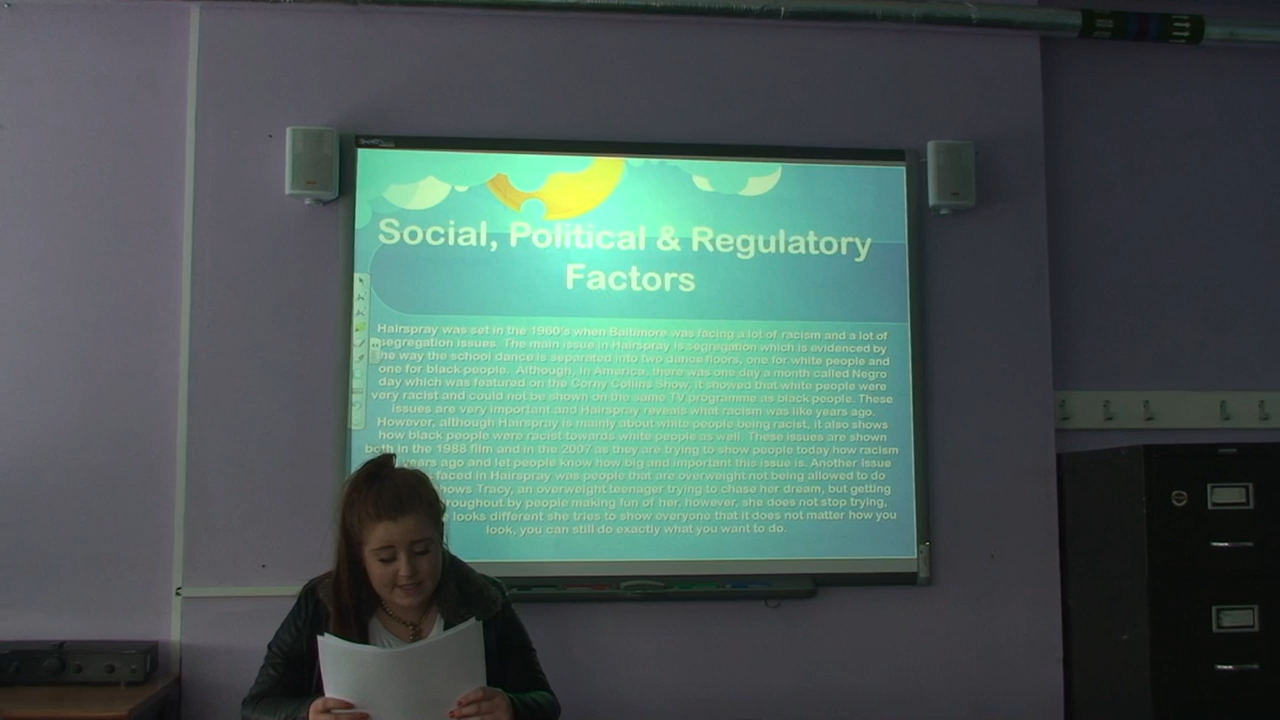 Social, Political & Regulatory
Factors
Hairspray was set in the 1960's when Baltimore was facing a lot of racism and a lot of
segregation issues. The main issue in Hairspray is segregation which is evidenced by
the way the school dance is separated into two dance floors, one for white people and
one for black people. Although, in America, there was one day a month called Negro
day which was featured on the Corny Collins Show, it showed that white people were
very racist and could not be shown on the same TV programme as black people. These
issues are very important and Hairspray reveals what racism was like years ago.
However, although Hairspray is mainly about white people being racist, it also shows
how black people were racist towards white people as well. These issues are shown
both in the 1988 film and in the 2007 as they are trying to show people today how racism
years ago and let people know how big and important this issue is. Another issue
faced in Hairspray was people that are overweight not being allowed to do
Tracy, an overweight teenager trying to chase her dream, but getting
by people making fun of her, however, she does not stop trying,
looks different she tries to show everyone that it does not matter how you
look, you can still do exactly what you want to do.